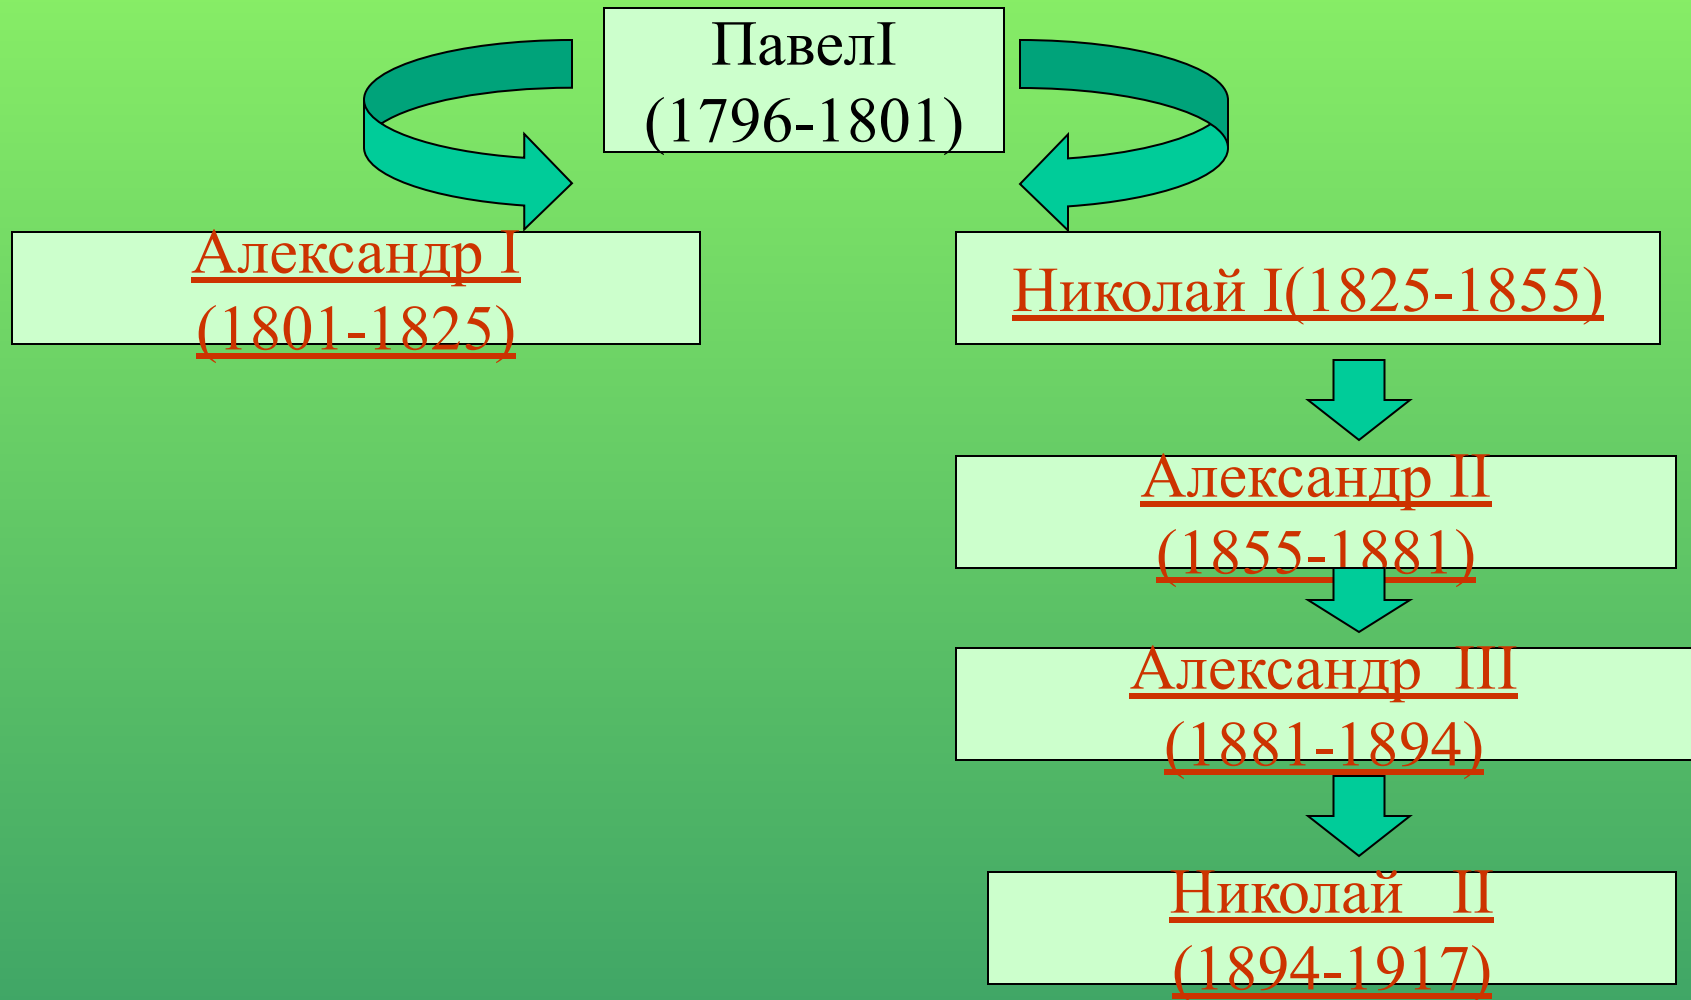 ПавелI
(1796-1801)
Александр I
(1801-1825)
Николай I(1825-1855)
Александр II
(1855-1881)
Александр III
(1881-1894)
Николай II
(1894-1917)